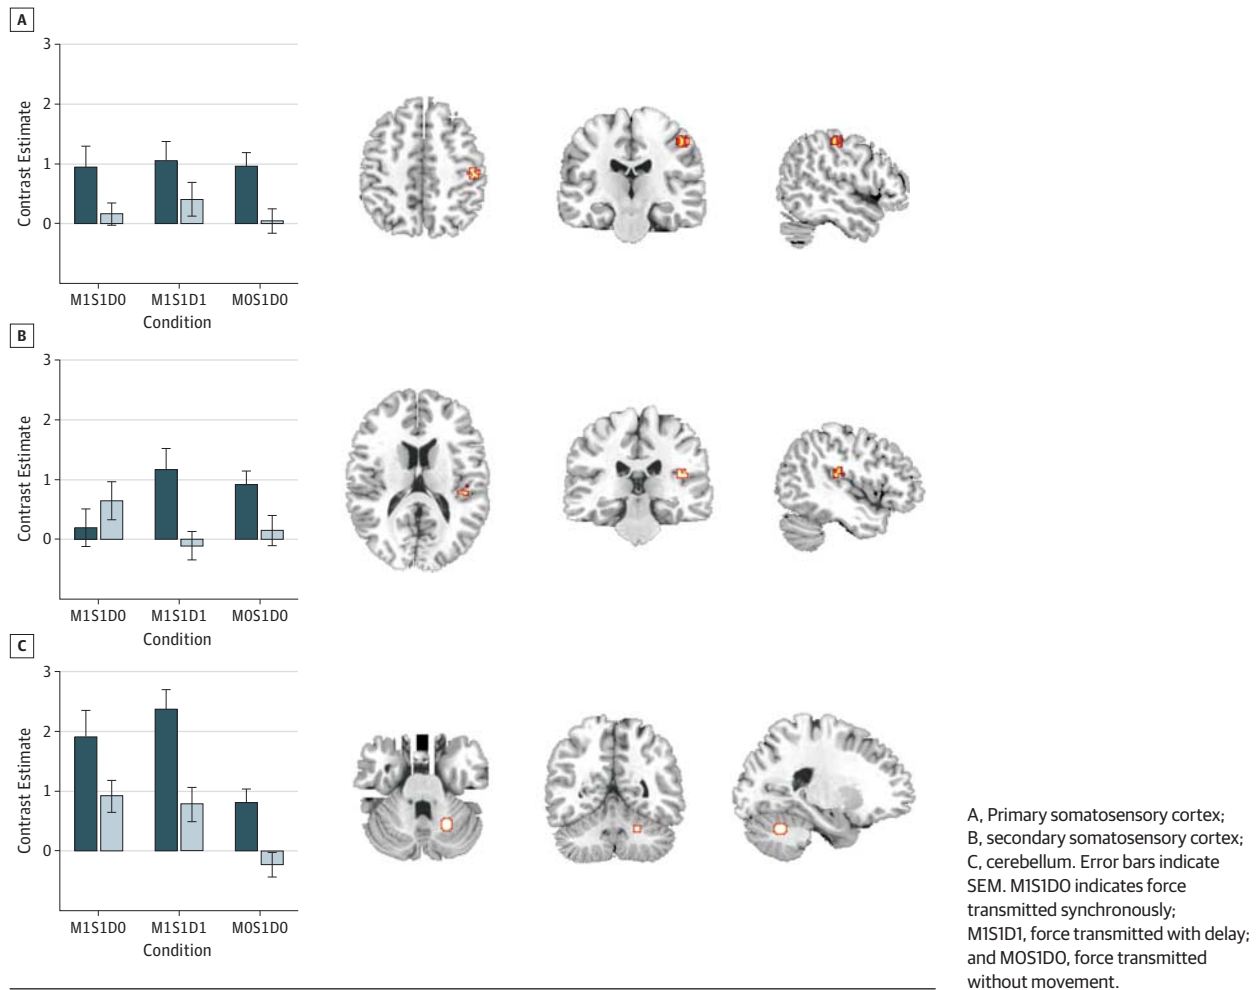 A
3
2
1
0
Contrast Estimate
M1S1D0 M1S1D1 M0S1D0
Condition
B
3
2
1
0
Contrast Estimate
M1S1D0 M1S1D1 M0S1D0
Condition
C
3
2
1
0
Contrast Estimate
M1S1D0 M1S1D1 M0S1D0
Condition
A, Primary somatosensory cortex;
B, secondary somatosensory cortex;
C, cerebellum. Error bars indicate
SEM. M1S1D0 indicates force
transmitted synchronously;
M1S1D1, force transmitted with delay;
and M0S1D0, force transmitted
without movement.